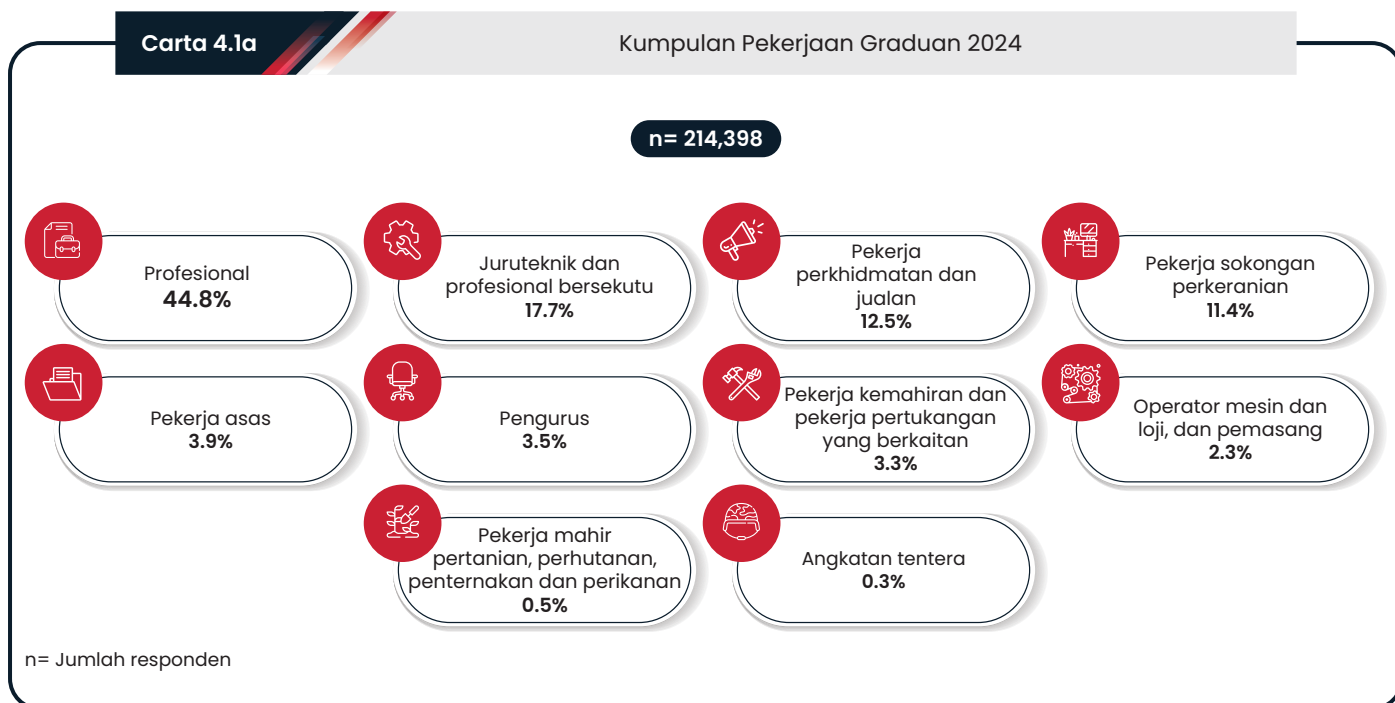 Carta 4.1a
Kumpulan Pekerjaan Graduan 2024
n= 214,398
Profesional
44.8%
Juruteknik dan
profesional bersekutu
17.7%
Pekerja
perkhidmatan dan
jualan
12.5%
Pekerja sokongan
perkeranian
11.4%
Pekerja asas
3.9%
Pengurus
3.5%
Pekerja kemahiran dan
pekerja pertukangan
yang berkaitan
3.3%
Operator mesin dan
loji, dan pemasang
2.3%
Pekerja mahir
pertanian, perhutanan,
penternakan dan perikanan
0.5%
Angkatan tentera
0.3%
n= Jumlah responden